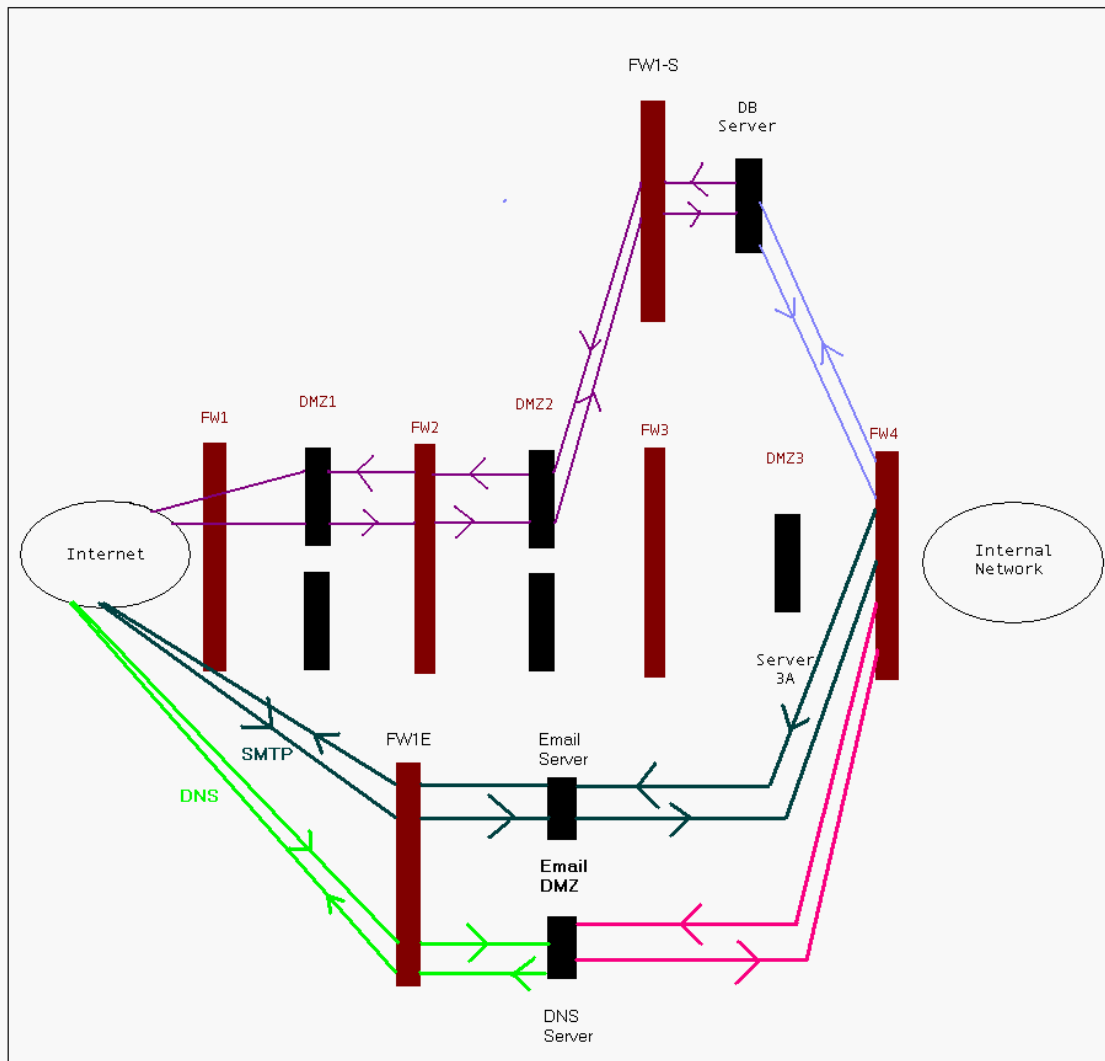 FW1-S
DB
Server
DMZ1
DMZ2
FW1
FW2
FW3
FW4
DMZ3
Internet
Internal
Network
Server
3A
SMTP
FW1E
Email
Server
DNS
Email
DMZ
DNS
Server